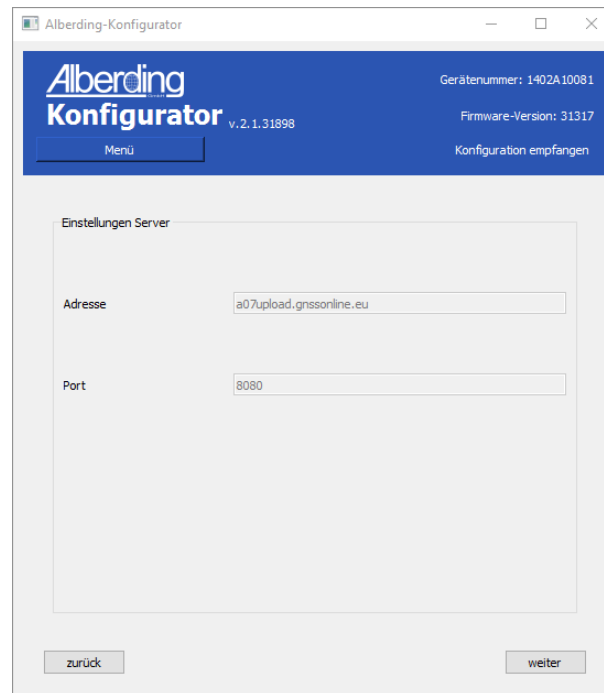 Alberding-Konfigurator
Alberding
GmbH
Konfigurator v.2.1.31898
Menü
Gerätenummer: 1402A10081
Firmware-Version: 31317
Konfiguration empfangen
Einstellungen Server
Adresse a07upload.gnssonline.eu
Port 8080
zurück weiter